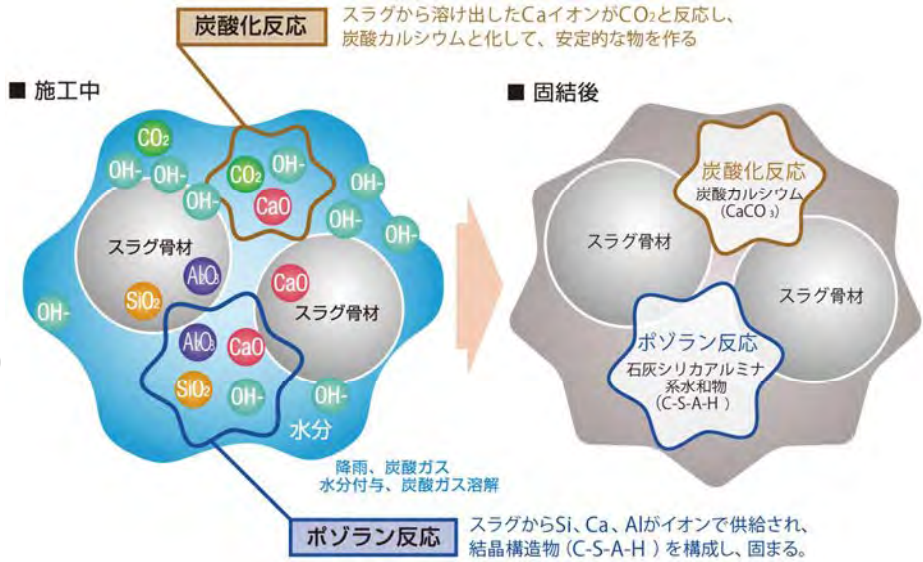 炭酸化反応
スラグから溶け出したCaイオンがCO₂と反応し、
炭酸カルシウムと化して、安定的な物を作る
■ 施工中
CO₂
OH-
OH-
OH-
CO₂
OH-
CaO
OH-
OH-
OH-
スラグ骨材
Al₂O₃
SiO₂
CaO
スラグ骨材
OH-
Al₂O₃
CaO
SiO₂
OH-
OH-
水分
降雨、炭酸ガス
水分付与、炭酸ガス溶解
■ 固結後
炭酸化反応
炭酸カルシウム
(CaCO₃)
スラグ骨材
スラグ骨材
ポゾラン反応
石灰シリカアルミナ
系水和物
(C-S-A-H )
ポゾラン反応
スラグからSi、Ca、Alがイオンで供給され、
結晶構造物 (C-S-A-H ) を構成し、固まる。